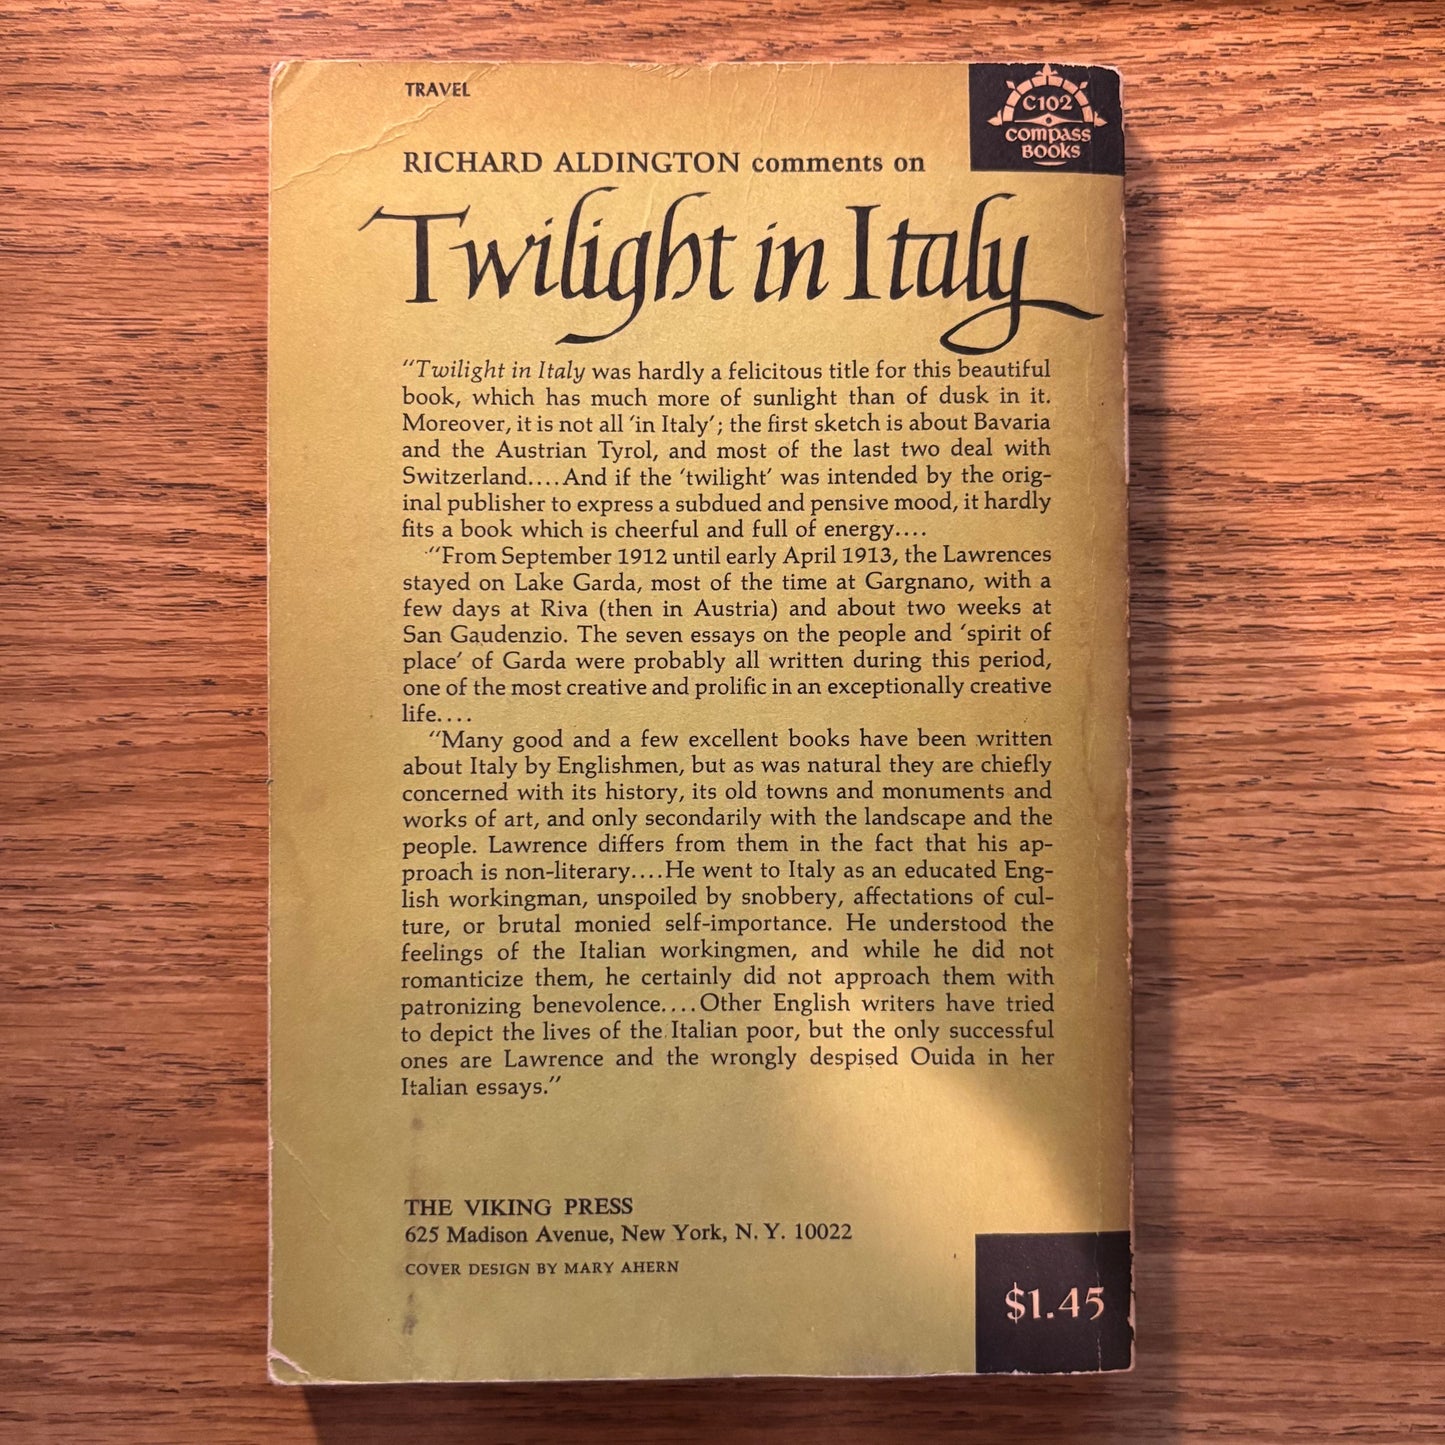 TRAVEL
C102
COMPASS
BOOKS
RICHARD ALDINGTON comments on
Twilight in Italy
“Twilight in Italy was hardly a felicitous title for this beautiful
book, which has much more of sunlight than of dusk in it.
Moreover, it is not all ‘in Italy’; the first sketch is about Bavaria
and the Austrian Tyrol, and most of the last two deal with
Switzerland....And if the ‘twilight’ was intended by the orig-
inal publisher to express a subdued and pensive mood, it hardly
fits a book which is cheerful and full of energy....
“From September 1912 until early April 1913, the Lawrences
stayed on Lake Garda, most of the time at Gargnano, with a
few days at Riva (then in Austria) and about two weeks at
San Gaudenzio. The seven essays on the people and ‘spirit of
place’ of Garda were probably all written during this period,
one of the most creative and prolific in an exceptionally creative
life....
“Many good and a few excellent books have been written
about Italy by Englishmen, but as was natural they are chiefly
concerned with its history, its old towns and monuments and
works of art, and only secondarily with the landscape and the
people. Lawrence differs from them in the fact that his ap-
proach is non-literary....He went to Italy as an educated Eng-
lish workingman, unspoiled by snobbery, affectations of cul-
ture, or brutal monied self-importance. He understood the
feelings of the Italian workingmen, and while he did not
romanticize them, he certainly did not approach them with
patronizing benevolence....Other English writers have tried
to depict the lives of the Italian poor, but the only successful
ones are Lawrence and the wrongly despised Ouida in her
Italian essays.”
THE VIKING PRESS
625 Madison Avenue, New York, N. Y. 10022
COVER DESIGN BY MARY AHERN
$1.45